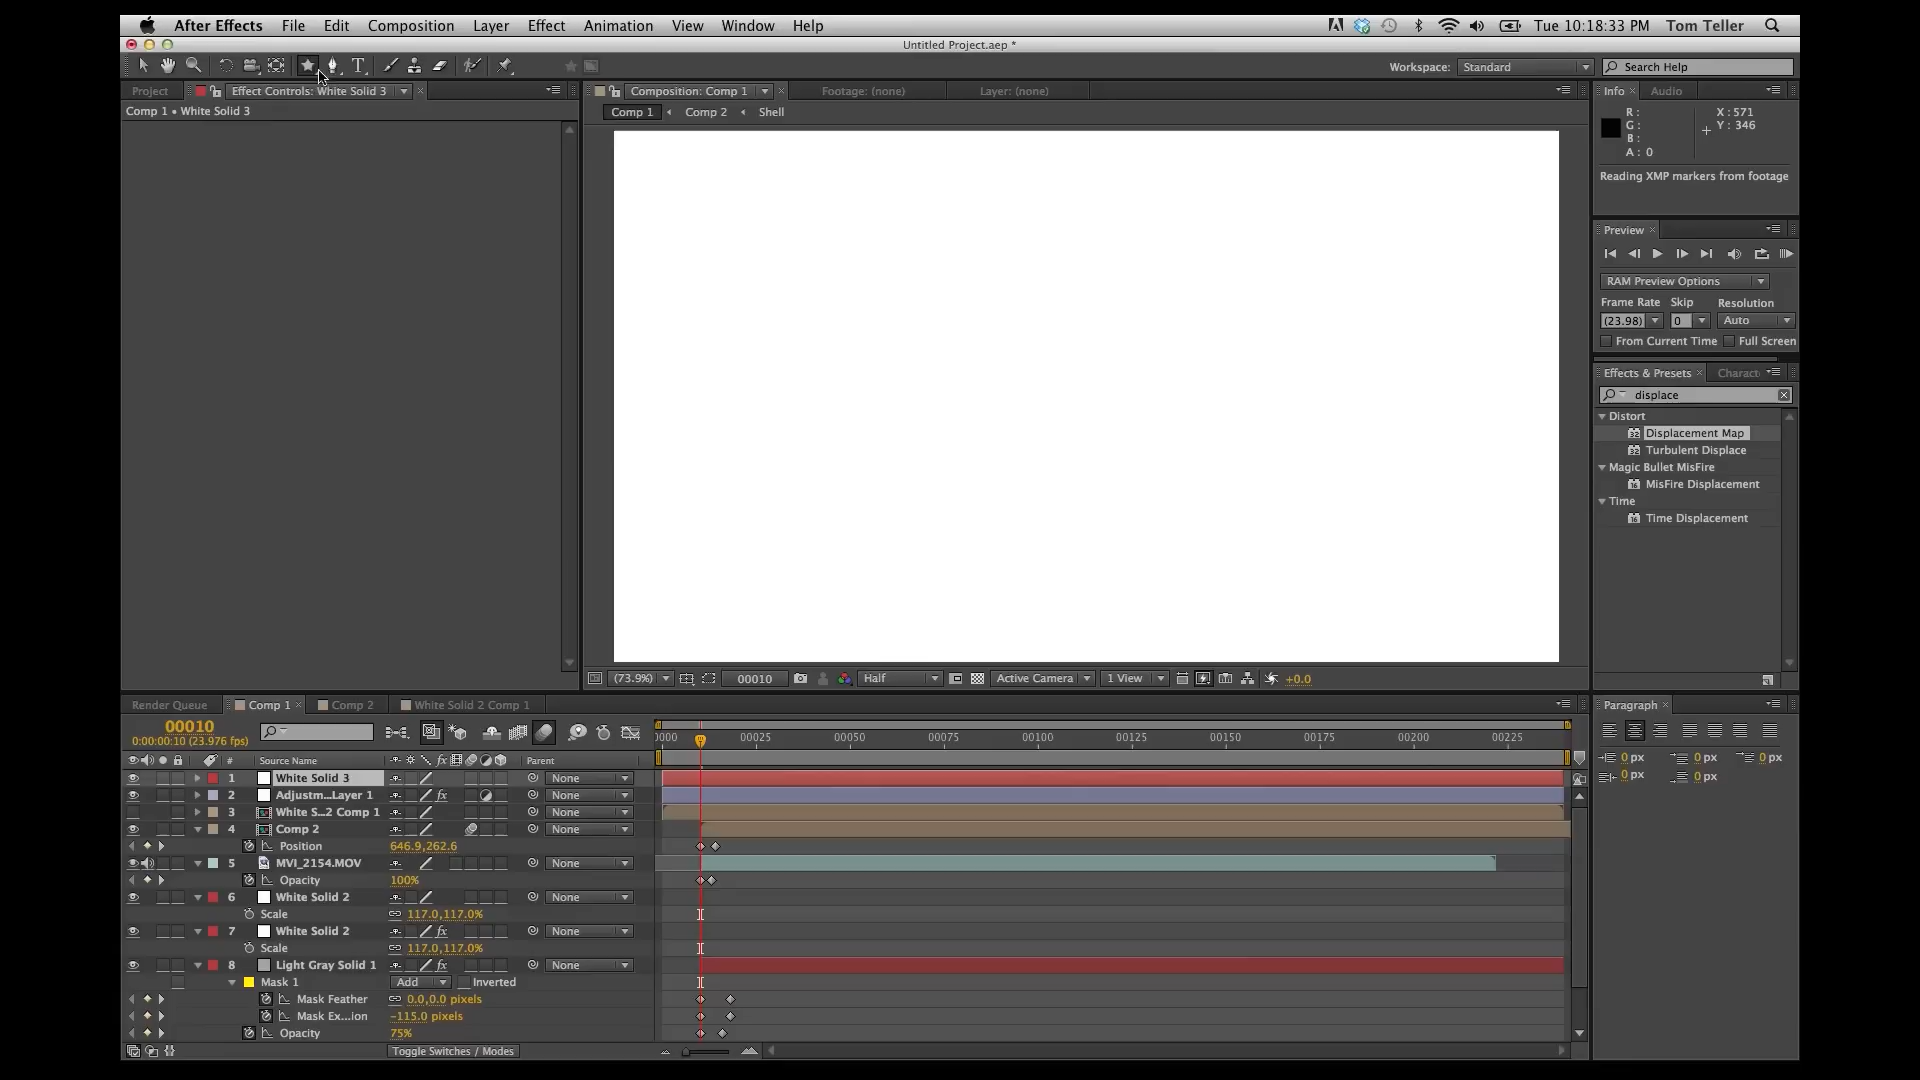 After Effects File Edit Composition Layer Effect Animation View Window Help Tue 10:18:33 PM Tom Teller
Untitled Project.aep *
T Workspace: Standard Search Help
Project Effect Controls: White Solid 3 × Composition: Comp 1 × Footage: (none) Layer: (none) Info × Audio
Comp 1 • White Solid 3 Comp 1 Comp 2 Shell
R : X : 571
G : + Y : 346
B :
A : 0
Reading XMP markers from footage
Preview ×
RAM Preview Options
Frame Rate Skip Resolution
(23.98) 0 Auto
From Current Time Full Screen
Effects & Presets × Charact
displace
Distort
32 Displacement Map
32 Turbulent Displace
Magic Bullet MisFire
16 MisFire Displacement
Time
16 Time Displacement
(73.9%) 00010 Half Active Camera 1 View +0.0
Render Queue Comp 1 × Comp 2 White Solid 2 Comp 1 Paragraph ×
00010
0:00:00:10 (23.976 fps)
0000 00025 00050 00075 00100 00125 00150 00175 00200 00225
0 px 0 px 0 px
0 px 0 px
# Source Name fx Parent
1 White Solid 3 None
2 Adjustm...Layer 1 fx None
3 White S...2 Comp 1 None
4 Comp 2 None
Position 646.9,262.6
5 MVI_2154.MOV None
Opacity 100%
6 White Solid 2 None
Scale 117.0,117.0%
7 White Solid 2 fx None
Scale 117.0,117.0%
8 Light Gray Solid 1 fx None
Mask 1 Add Inverted
Mask Feather 0.0,0.0 pixels
Mask Ex...ion -115.0 pixels
Opacity 75%
Toggle Switches / Modes